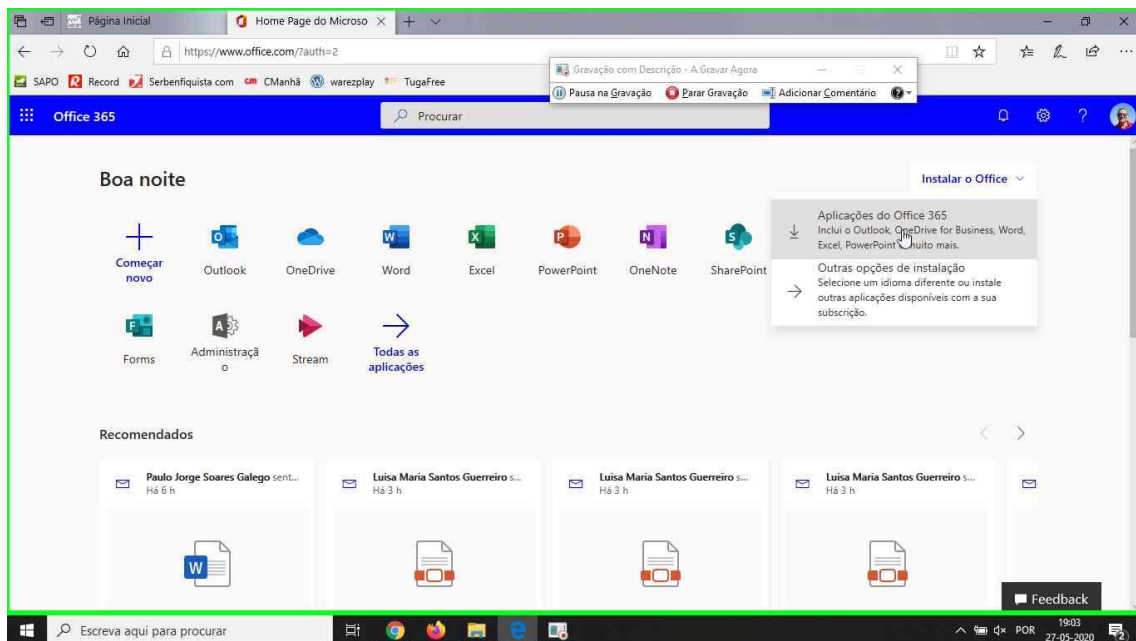 Página Inicial
Home Page do Microso
https://www.office.com/?auth=2
Gravação com Descrição - A Gravar Agora
Pausa na Gravação
Parar Gravação
Adicionar Comentário
SAPO
Record
Serbenfiquista com
CManhã
warezplay
TugaFree
Office 365
Procurar
Boa noite
Instalar o Office
Aplicações do Office 365
Inclui o Outlook, OneDrive for Business, Word,
Excel, PowerPoint e muito mais.
Outras opções de instalação
Selecione um idioma diferente ou instale
outras aplicações disponíveis com a sua
subscrição.
Começar
novo
Outlook
OneDrive
Word
Excel
PowerPoint
OneNote
SharePoint
Forms
Administraçã
o
Stream
Todas as
aplicações
Recomendados
Paulo Jorge Soares Galego sent...
Há 6 h
Luisa Maria Santos Guerreiro s...
Há 3 h
Luisa Maria Santos Guerreiro s...
Há 3 h
Luisa Maria Santos Guerreiro s...
Há 3 h
Feedback
Escreva aqui para procurar
POR
19:03
27-05-2020